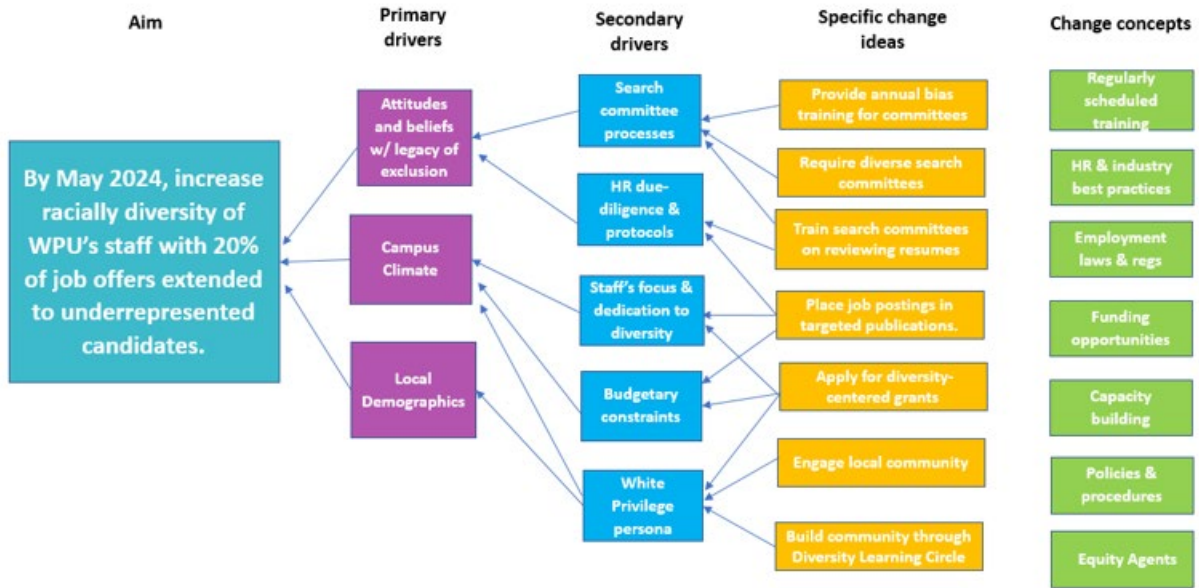 Aim
Primary
drivers
Secondary
drivers
Specific change
ideas
Change concepts
By May 2024, increase
racially diversity of
WPU’s staff with 20%
of job offers extended
to underrepresented
candidates.
Attitudes
and beliefs
w/ legacy of
exclusion
Campus
Climate
Local
Demographics
Search
committee
processes
HR due-
diligence &
protocols
Staff’s focus &
dedication to
diversity
Budgetary
constraints
White
Privilege
persona
Provide annual bias
training for committees
Require diverse search
committees
Train search committees
on reviewing resumes
Place job postings in
targeted publications.
Apply for diversity-
centered grants
Engage local community
Build community through
Diversity Learning Circle
Regularly
scheduled
training
HR & industry
best practices
Employment
laws & regs
Funding
opportunities
Capacity
building
Policies &
procedures
Equity Agents